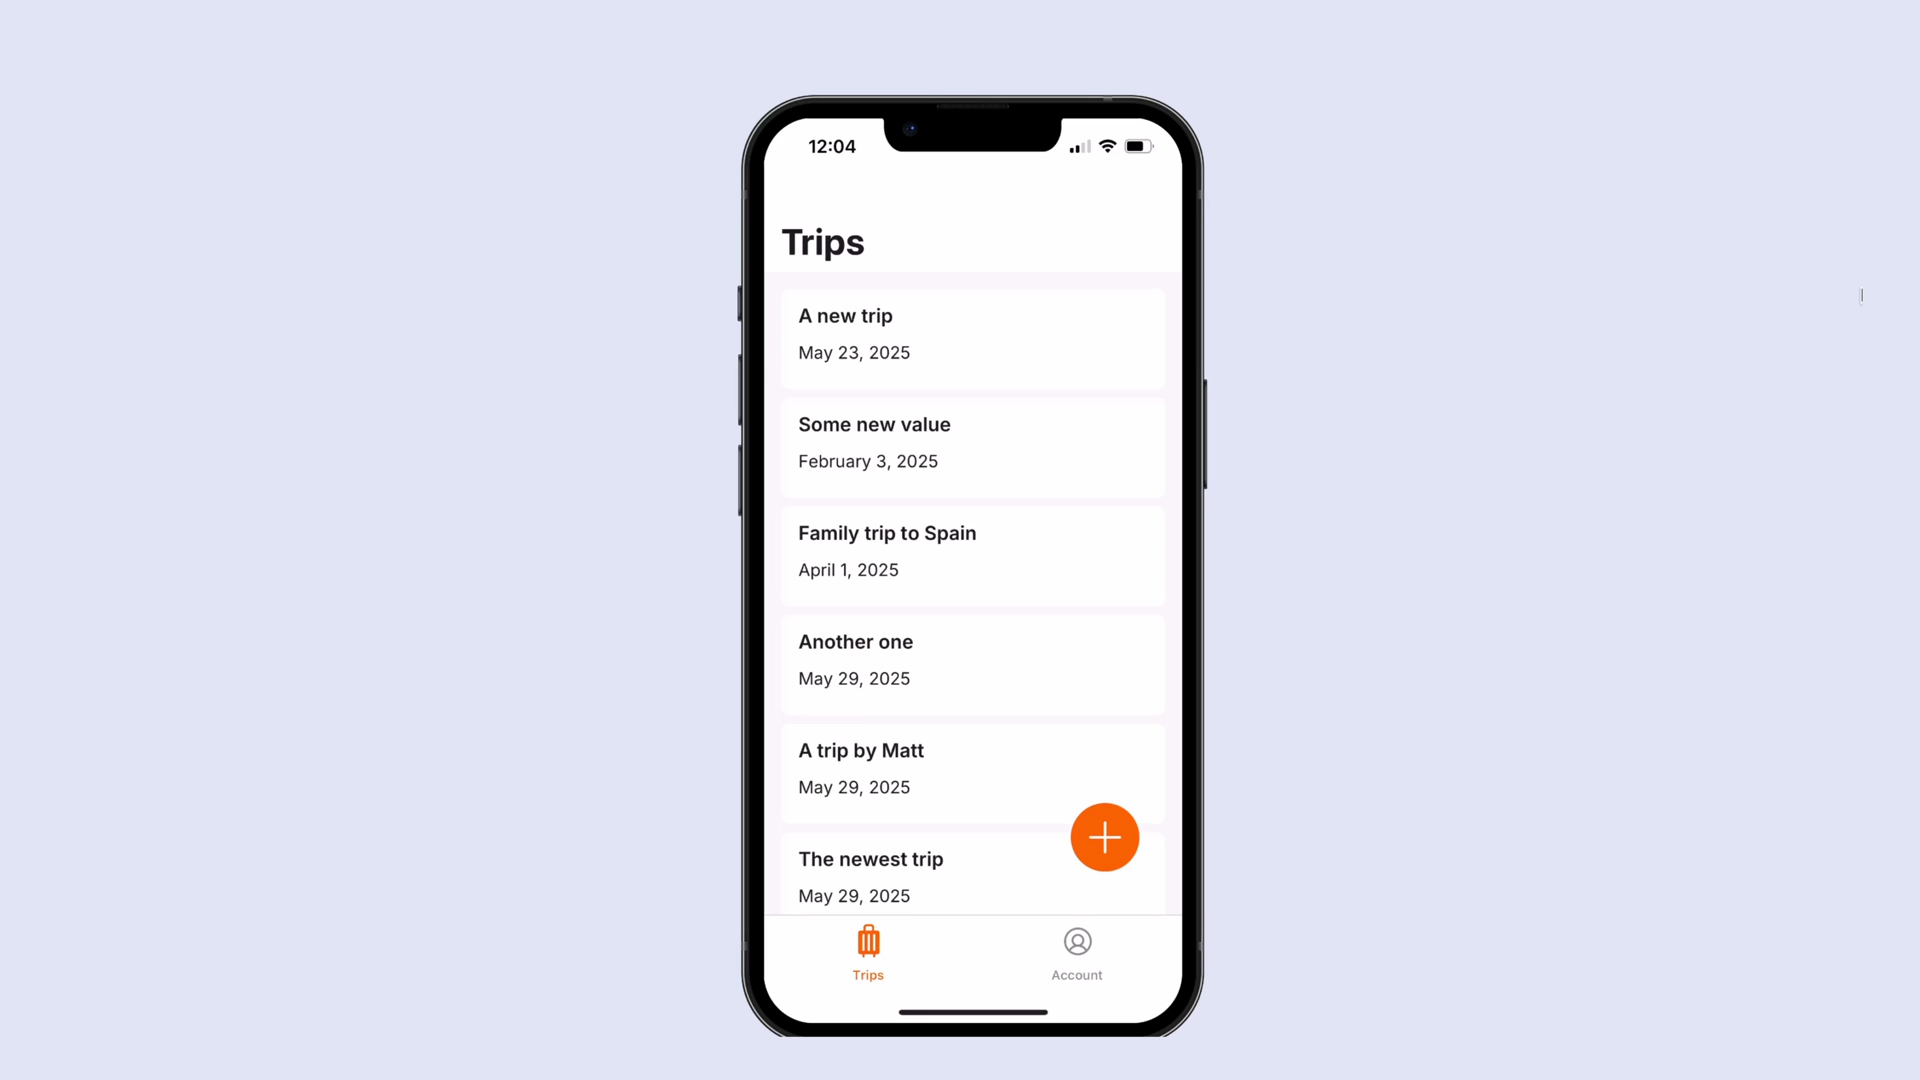 12:04
Trips
A new trip
May 23, 2025
Some new value
February 3, 2025
Family trip to Spain
April 1, 2025
Another one
May 29, 2025
A trip by Matt
May 29, 2025
The newest trip
May 29, 2025
Trips
Account